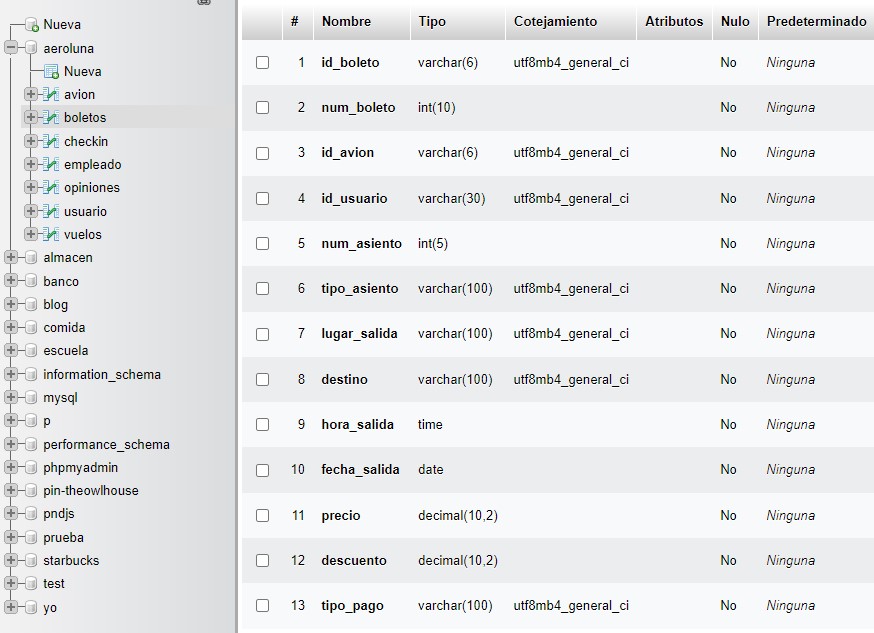 Nueva
aeroluna
Nueva
avion
boletos
checkin
empleado
opiniones
usuario
vuelos
almacen
banco
blog
comida
escuela
information_schema
mysql
p
performance_schema
phpmyadmin
pin-theowlhouse
pndjs
prueba
starbucks
test
yo
# Nombre Tipo Cotejamiento Atributos Nulo Predeterminado
1 id_boleto varchar(6) utf8mb4_general_ci No Ninguna
2 num_boleto int(10) No Ninguna
3 id_avion varchar(6) utf8mb4_general_ci No Ninguna
4 id_usuario varchar(30) utf8mb4_general_ci No Ninguna
5 num_asiento int(5) No Ninguna
6 tipo_asiento varchar(100) utf8mb4_general_ci No Ninguna
7 lugar_salida varchar(100) utf8mb4_general_ci No Ninguna
8 destino varchar(100) utf8mb4_general_ci No Ninguna
9 hora_salida time No Ninguna
10 fecha_salida date No Ninguna
11 precio decimal(10,2) No Ninguna
12 descuento decimal(10,2) No Ninguna
13 tipo_pago varchar(100) utf8mb4_general_ci No Ninguna